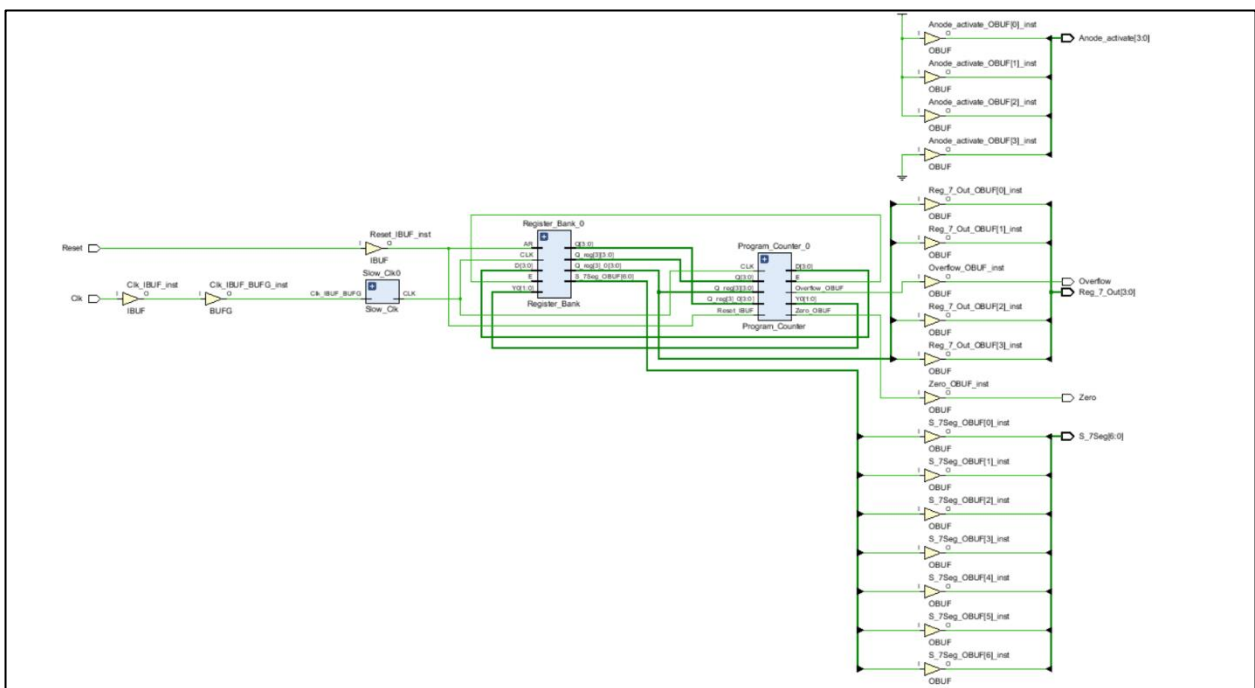 Anode_activate_OBUF[0]_inst
I O
OBUF
Anode_activate[3:0]
Anode_activate_OBUF[1]_inst
I O
OBUF
Anode_activate_OBUF[2]_inst
I O
OBUF
Anode_activate_OBUF[3]_inst
I O
OBUF
Reset
Reset_IBUF_inst
I O
IBUF
Clk
Clk_IBUF_inst
I O
IBUF
Clk_IBUF_BUFG_inst
I O
BUFG
Slow_Clk0
Clk_IBUF_BUFG CLK
Slow_Clk
Register_Bank_0
AR Q[3:0]
CLK Q_reg[3][3:0]
D[3:0] Q_reg[3]_0[3:0]
E S_7Seg_OBUF[6:0]
Y0[1:0]
Register_Bank
Program_Counter_0
CLK D[3:0]
Q[3:0] E
Q_reg[3][3:0] Overflow_OBUF
Q_reg[3]_0[3:0] Y0[1:0]
Reset_IBUF Zero_OBUF
Program_Counter
Reg_7_Out_OBUF[0]_inst
I O
OBUF
Reg_7_Out_OBUF[1]_inst
I O
OBUF
Overflow_OBUF_inst
I O
OBUF
Overflow
Reg_7_Out[3:0]
Reg_7_Out_OBUF[2]_inst
I O
OBUF
Reg_7_Out_OBUF[3]_inst
I O
OBUF
Zero_OBUF_inst
I O
OBUF
Zero
S_7Seg_OBUF[0]_inst
I O
OBUF
S_7Seg[6:0]
S_7Seg_OBUF[1]_inst
I O
OBUF
S_7Seg_OBUF[2]_inst
I O
OBUF
S_7Seg_OBUF[3]_inst
I O
OBUF
S_7Seg_OBUF[4]_inst
I O
OBUF
S_7Seg_OBUF[5]_inst
I O
OBUF
S_7Seg_OBUF[6]_inst
I O
OBUF